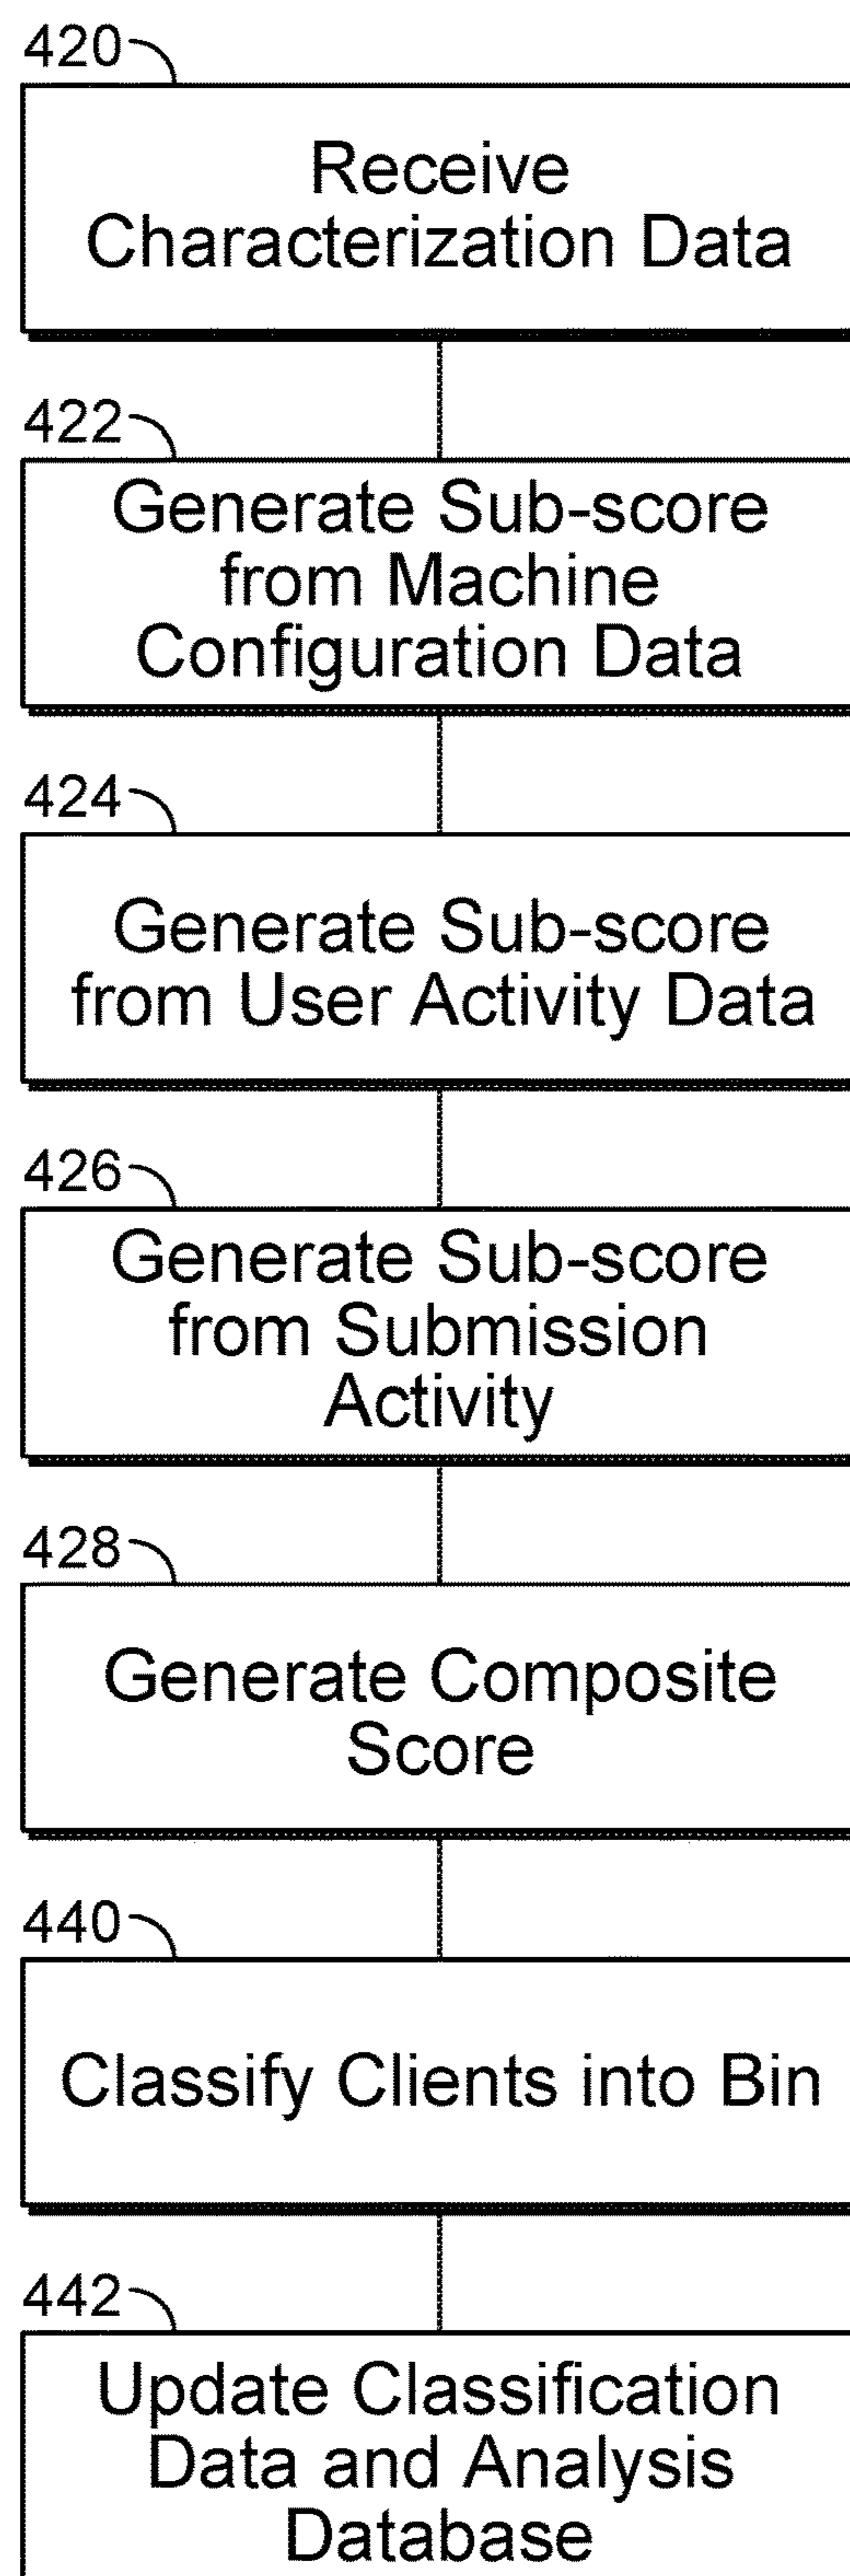 420
Receive
Characterization Data
422
Generate Sub-score
from Machine
Configuration Data
424
Generate Sub-score
from User Activity Data
426
Generate Sub-score
from Submission
Activity
428
Generate Composite
Score
440
Classify Clients into Bin
442
Update Classification
Data and Analysis
Database